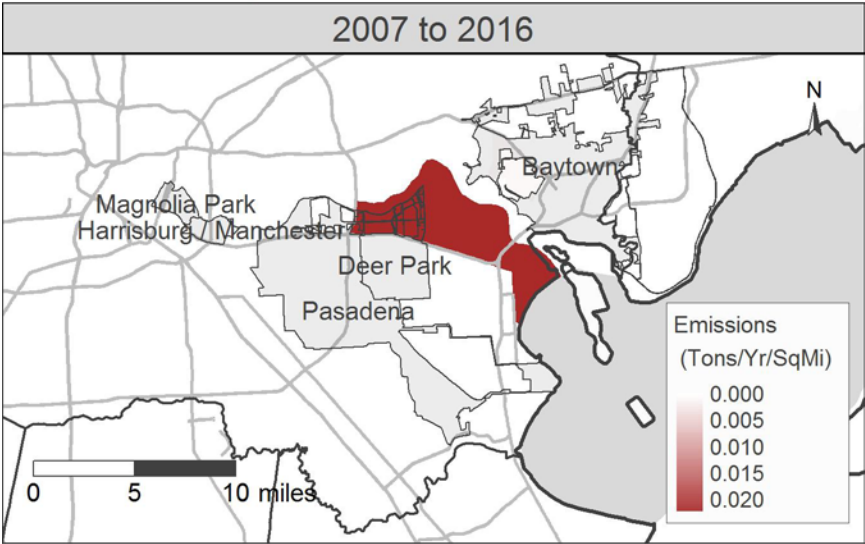 2007 to 2016
N
Baytown
Magnolia Park
Harrisburg / Manchester
Deer Park
Pasadena
Emissions
(Tons/Yr/SqMi)
0.000
0.005
0.010
0.015
0.020
0 5 10 miles